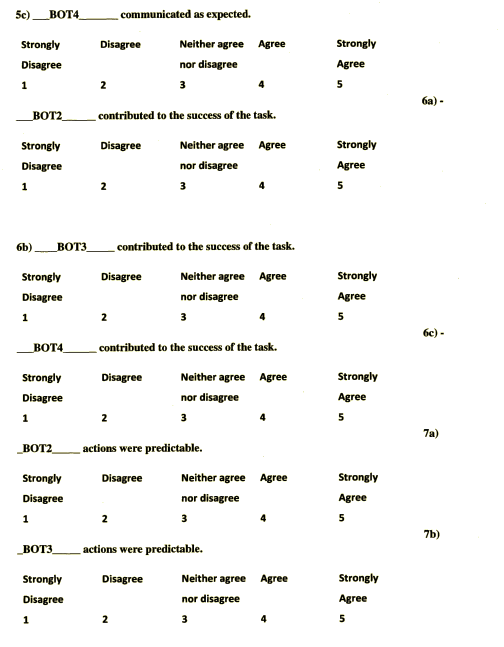 5c) ___BOT4_______ communicated as expected.
Strongly Disagree Neither agree Agree Strongly
Disagree nor disagree Agree
1 2 3 4 5
6a) -
___BOT2______ contributed to the success of the task.
Strongly Disagree Neither agree Agree Strongly
Disagree nor disagree Agree
1 2 3 4 5
6b) ____BOT3_____ contributed to the success of the task.
Strongly Disagree Neither agree Agree Strongly
Disagree nor disagree Agree
1 2 3 4 5
6c) -
___BOT4______ contributed to the success of the task.
Strongly Disagree Neither agree Agree Strongly
Disagree nor disagree Agree
1 2 3 4 5
7a)
_BOT2_____ actions were predictable.
Strongly Disagree Neither agree Agree Strongly
Disagree nor disagree Agree
1 2 3 4 5
7b)
_BOT3_____ actions were predictable.
Strongly Disagree Neither agree Agree Strongly
Disagree nor disagree Agree
1 2 3 4 5